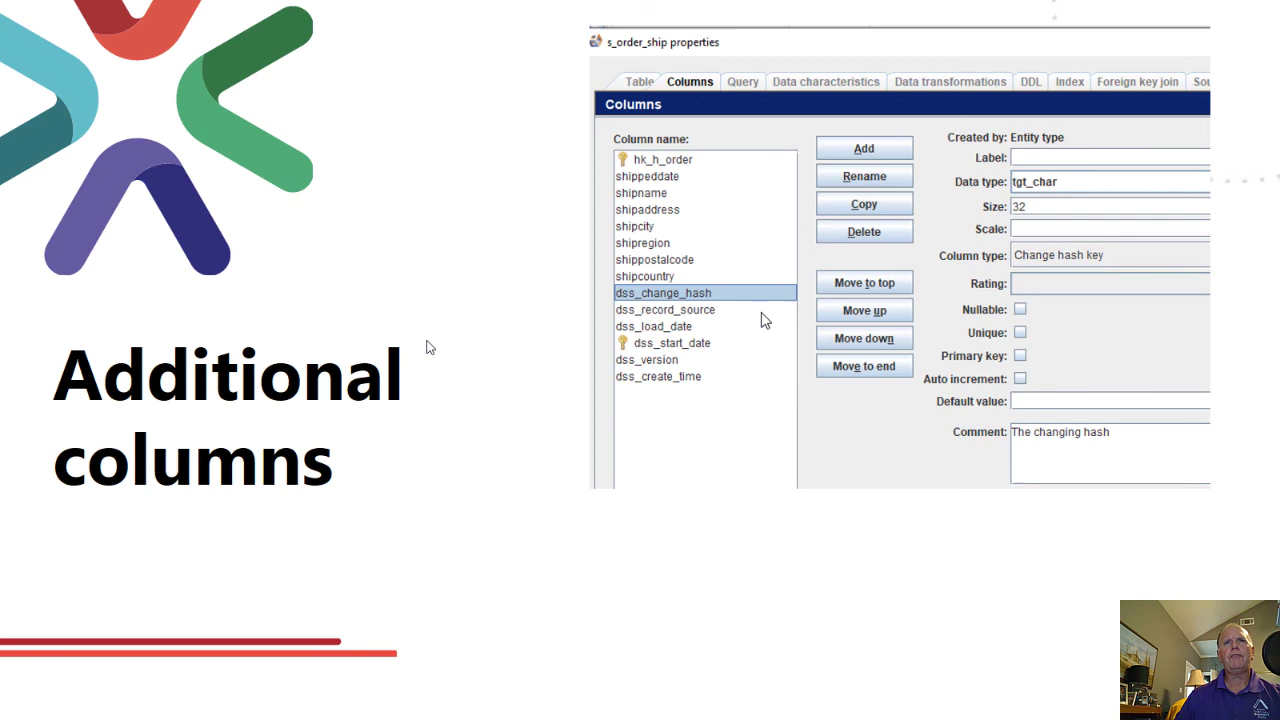 Additional
columns
s_order_ship properties
Table Columns Query Data characteristics Data transformations DDL Index Foreign key join
Columns
Column name:
hk_h_order
shippeddate
shipname
shipaddress
shipcity
shipregion
shippostalcode
shipcountry
dss_change_hash
dss_record_source
dss_load_date
dss_start_date
dss_version
dss_create_time
Add
Rename
Copy
Delete
Move to top
Move up
Move down
Move to end
Created by: Entity type
Label:
Data type: tgt_char
Size: 32
Scale:
Column type: Change hash key
Rating:
Nullable:
Unique:
Primary key:
Auto increment:
Default value:
Comment: The changing hash